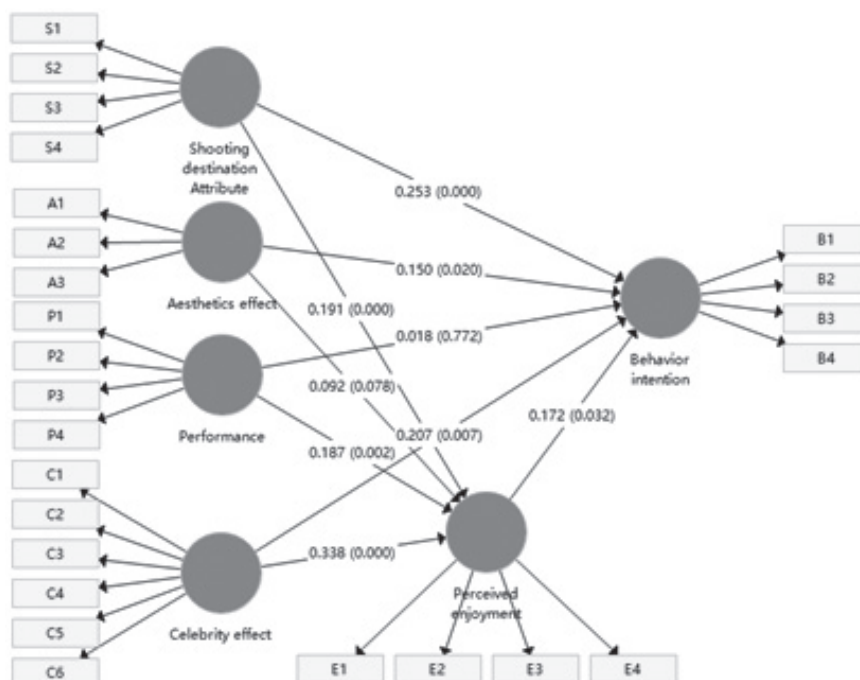 S1
S2
S3
S4
Shooting
destination
Attribute
0.253 (0.000)
A1
A2
A3
Aesthetics effect
0.150 (0.020)
0.191 (0.000)
P1
P2
P3
P4
Performance
0.018 (0.772)
0.092 (0.078)
0.187 (0.002)
B1
B2
B3
B4
Behavior
intention
0.172 (0.032)
0.207 (0.007)
C1
C2
C3
C4
C5
C6
Celebrity effect
0.338 (0.000)
Perceived
enjoyment
E1
E2
E3
E4